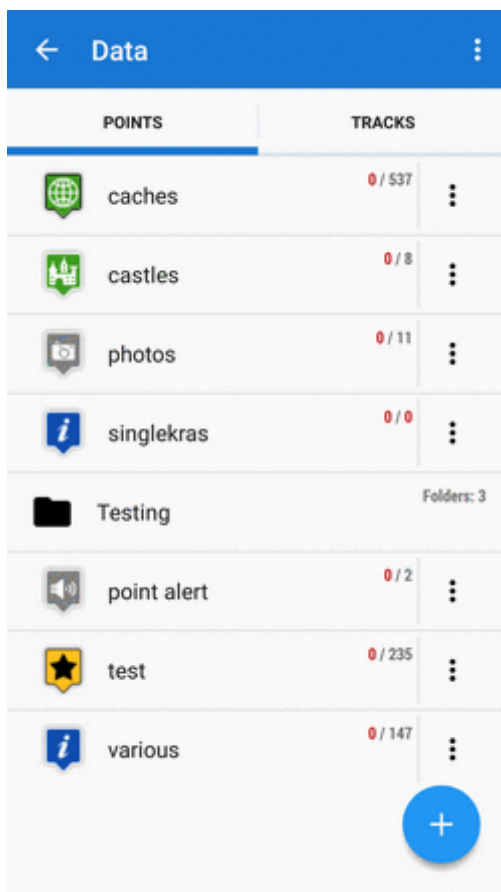 Data
POINTS
TRACKS
caches
0 / 537
castles
0 / 8
photos
0 / 11
singlekras
0 / 0
Testing
Folders: 3
point alert
0 / 2
test
0 / 235
various
0 / 147